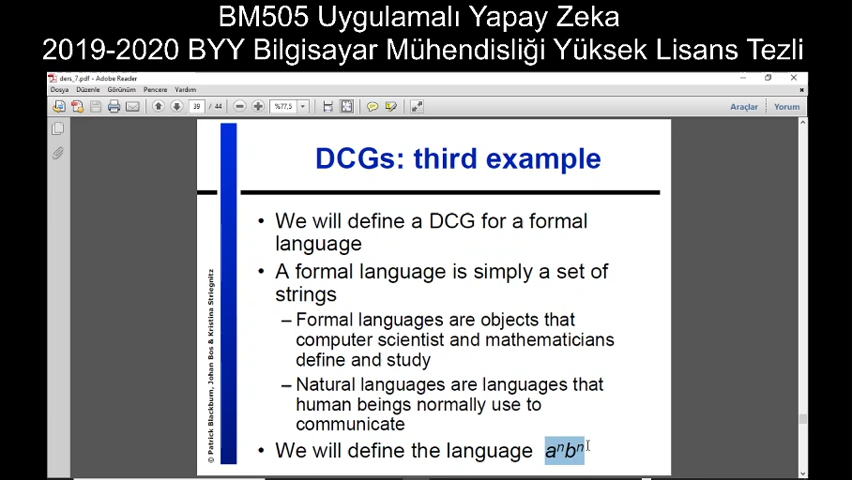 BM505 Uygulamalı Yapay Zeka
2019-2020 BYY Bilgisayar Mühendisliği Yüksek Lisans Tezli
ders_7.pdf - Adobe Reader
Dosya Düzenle Görünüm Pencere Yardım
39 / 44 %77,5 Araçlar Yorum
DCGs: third example
• We will define a DCG for a formal
language
• A formal language is simply a set of
strings
– Formal languages are objects that
computer scientist and mathematicians
define and study
– Natural languages are languages that
human beings normally use to
communicate
• We will define the language aⁿbⁿ
© Patrick Blackburn, Johan Bos & Kristina Striegnitz